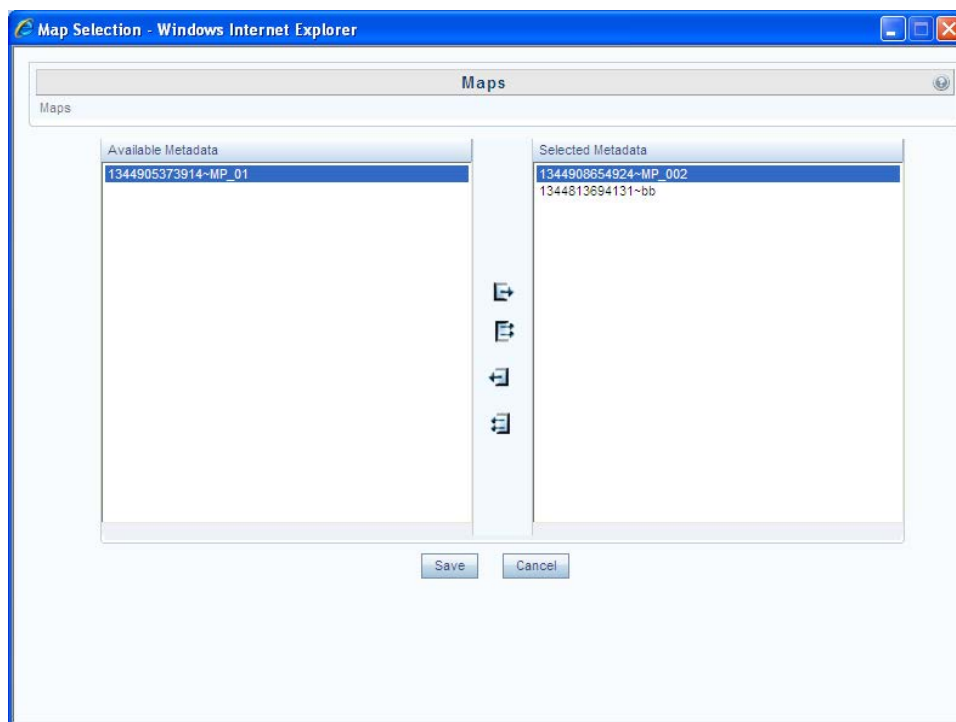 Map Selection - Windows Internet Explorer
Maps
Maps
Available Metadata
1344905373914~MP_01
Selected Metadata
1344908654924~MP_002
1344813694131~bb
Save
Cancel